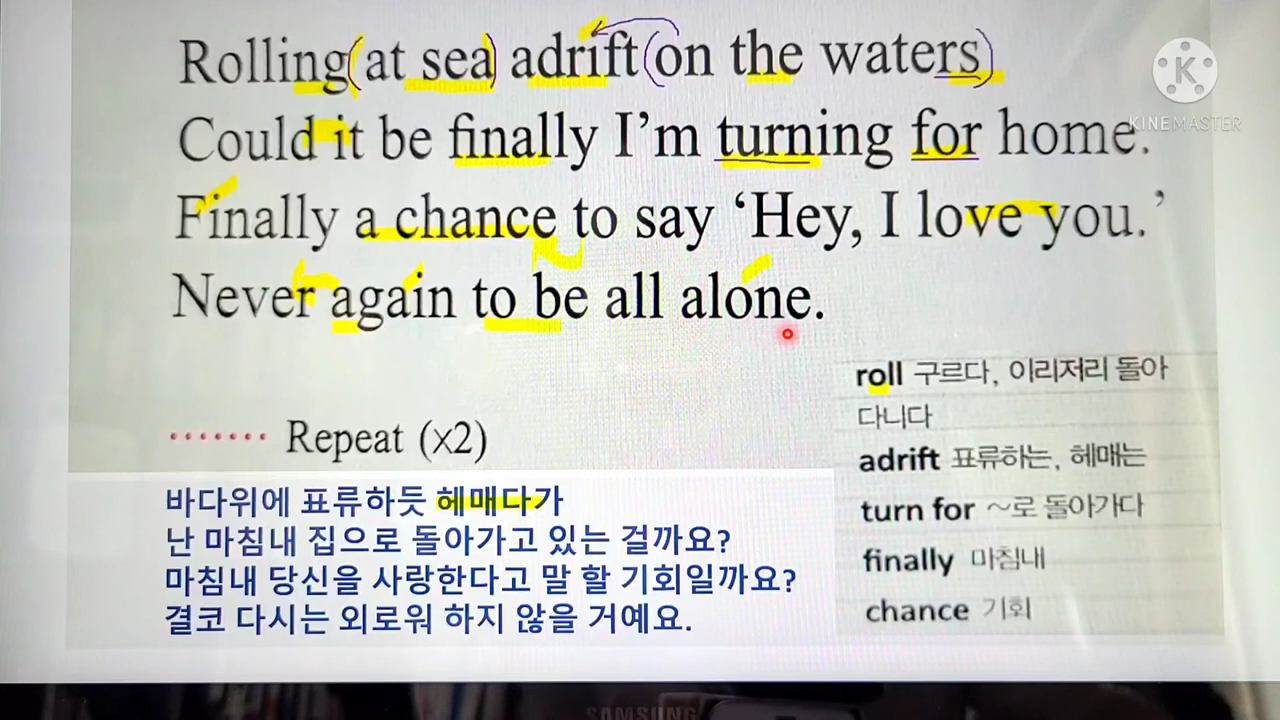 Rolling(at sea) adrift(on the waters)
Could it be finally I'm turning for home.
Finally a chance to say 'Hey, I love you.'
Never again to be all alone.
······· Repeat (x2)
바다위에 표류하듯 헤매다가
난 마침내 집으로 돌아가고 있는 걸까요?
마침내 당신을 사랑한다고 말 할 기회일까요?
결코 다시는 외로워 하지 않을 거예요.
roll 구르다, 이리저리 돌아
다니다
adrift 표류하는, 헤매는
turn for ~로 돌아가다
finally 마침내
chance 기회
K
KINEMASTER
SAMSUNG